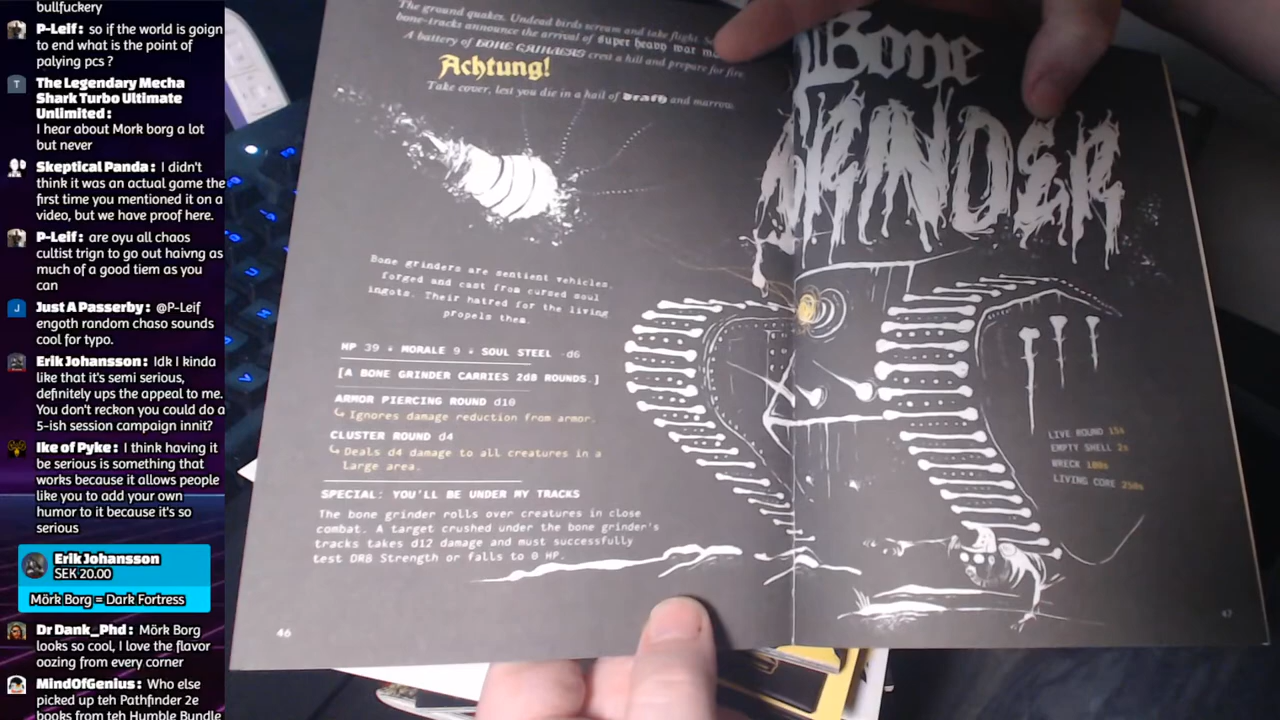 bullfuckery
P-Leif : so if the world is goign
to end what is the point of
palying pcs ?
T
The Legendary Mecha
Shark Turbo Ultimate
Unlimited :
I hear about Mork borg a lot
but never
Skeptical Panda : I didn't
think it was an actual game the
first time you mentioned it on a
video, but we have proof here.
P-Leif : are oyu all chaos
cultist trign to go out haivng as
much of a good tiem as you
can
J
Just A Passerby : @P-Leif
engoth random chaso sounds
cool for typo.
Erik Johansson : Idk I kinda
like that it's semi serious,
definitely ups the appeal to me.
You don't reckon you could do a
5-ish session campaign innit?
Ike of Pyke : I think having it
be serious is something that
works because it allows people
like you to add your own
humor to it because it's so
serious
Erik Johansson
SEK 20.00
Mörk Borg = Dark Fortress
Dr Dank_Phd : Mörk Borg
looks so cool, I love the flavor
oozing from every corner
MindOfGenius : Who else
picked up teh Pathfinder 2e
books from teh Humble Bundle
The ground quakes. Undead birds scream and take flight.
bone-tracks announce the arrival of super heavy war
A battery of BONE GRINDERS crest a hill and prepare for fire.
Achtung!
Take cover, lest you die in a hail of and marrow.
Bone grinders are sentient vehicles,
forged and cast from cursed soul
ingots. Their hatred for the living
propels them.
HP 39 MORALE 9 SOUL STEEL -d6
[A BONE GRINDER CARRIES 2d8 ROUNDS.]
ARMOR PIERCING ROUND d10
Ignores damage reduction from armor.
CLUSTER ROUND d4
Deals d4 damage to all creatures in a
large area.
SPECIAL: YOU'LL BE UNDER MY TRACKS
The bone grinder rolls over creatures in close
combat. A target crushed under the bone grinder's
tracks takes d12 damage and must successfully
test DR8 Strength or falls to 0 HP.
46
Bone
GRINDER
LIVE ROUND 15s
EMPTY SHELL 2s
WRECK 100s
LIVING CORE 250s
47